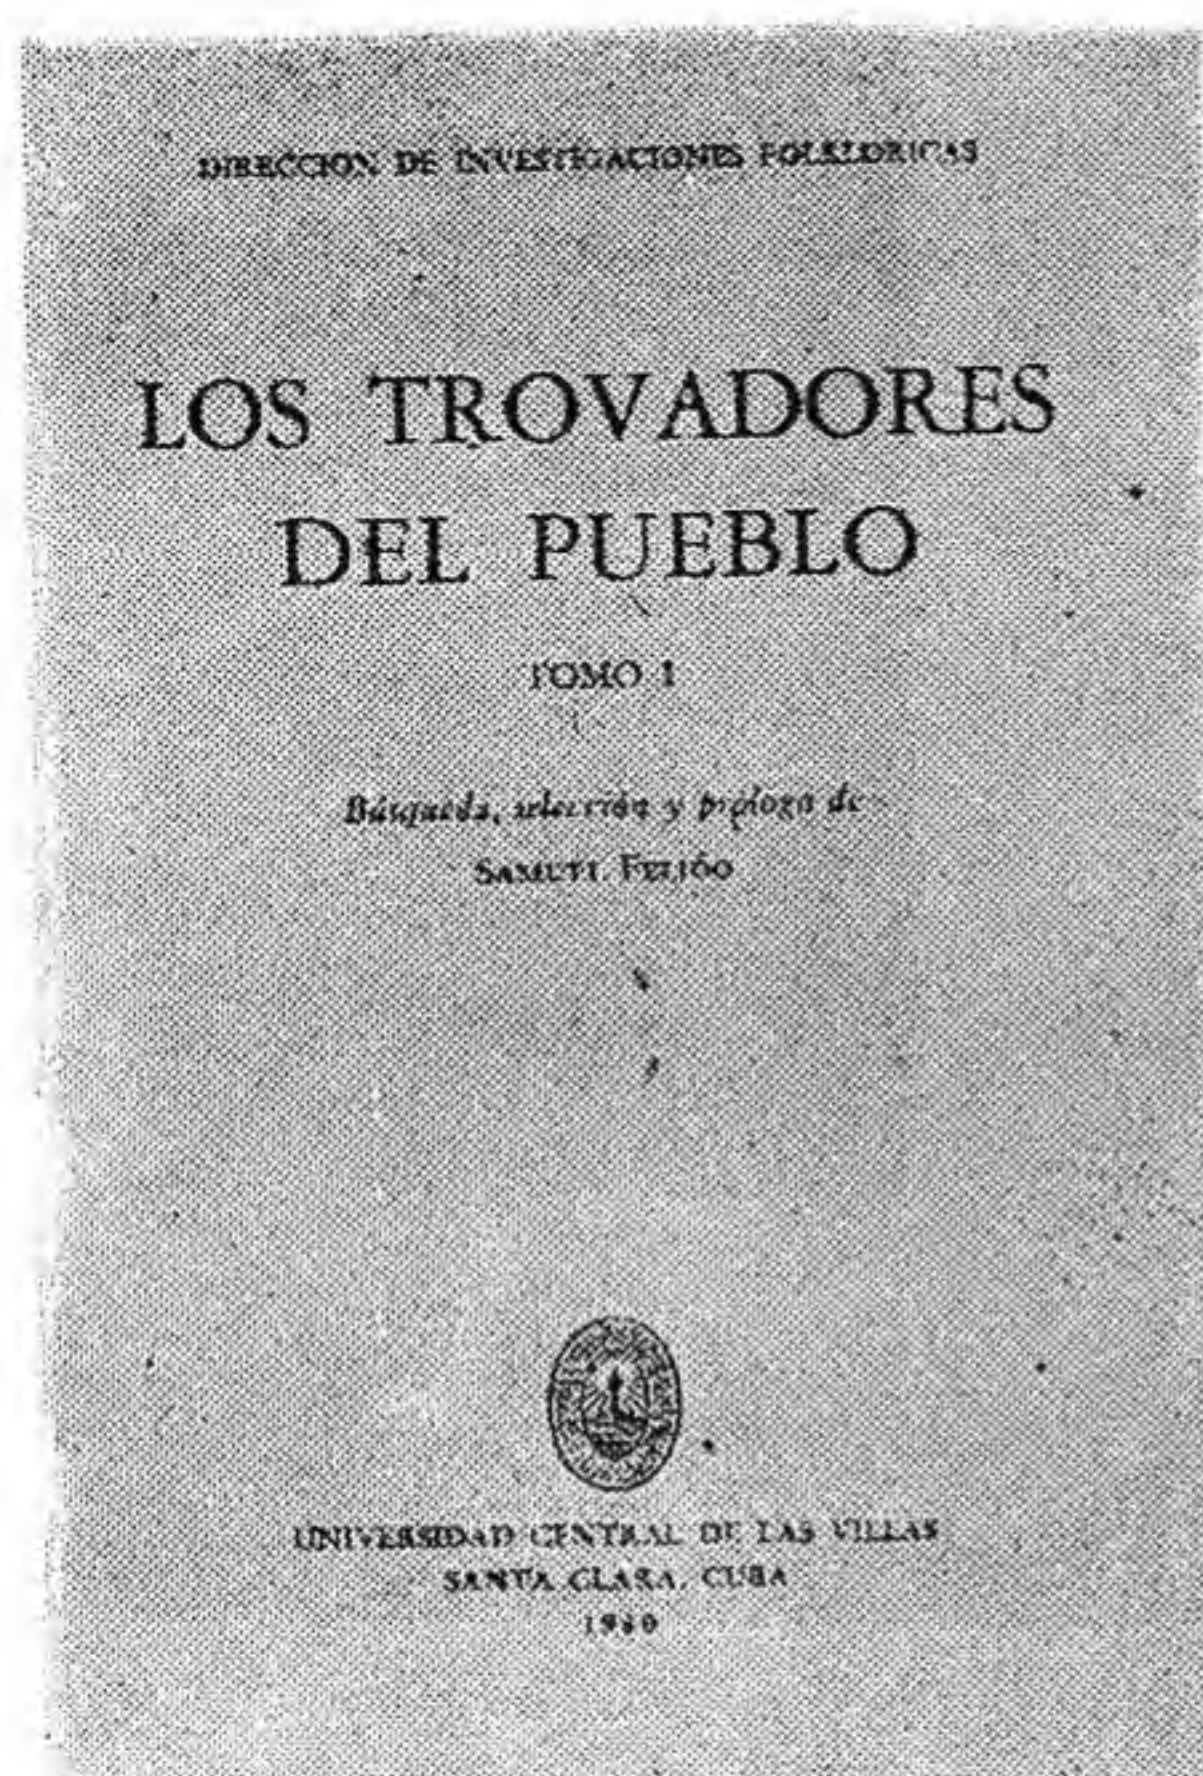 DIRECCION DE INVESTIGACIONES FOLKLORICAS
LOS TROVADORES
DEL PUEBLO
TOMO I
Búsqueda, selección y prólogo de
SAMUEL FEIJÓO
UNIVERSIDAD CENTRAL DE LAS VILLAS
SANTA CLARA, CUBA
1960